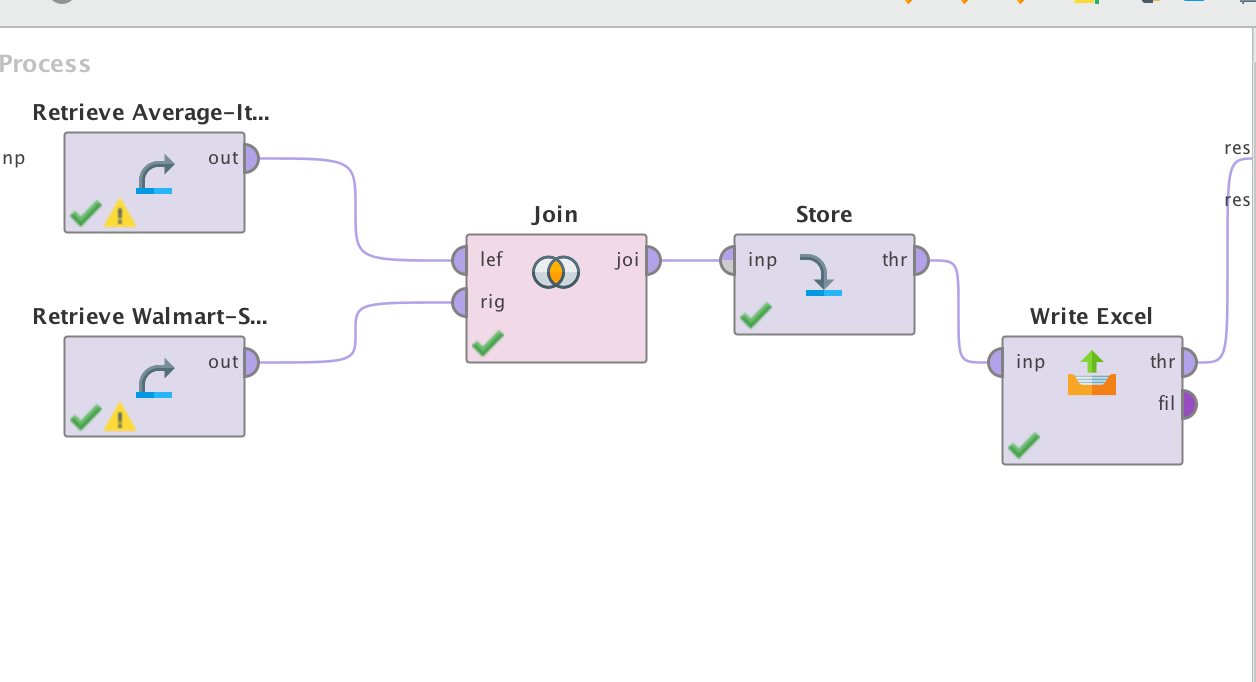 Process
Retrieve Average-It...
np
out
res
res
Join
lef
joi
rig
Store
inp
thr
Retrieve Walmart-S...
out
Write Excel
inp
thr
fil